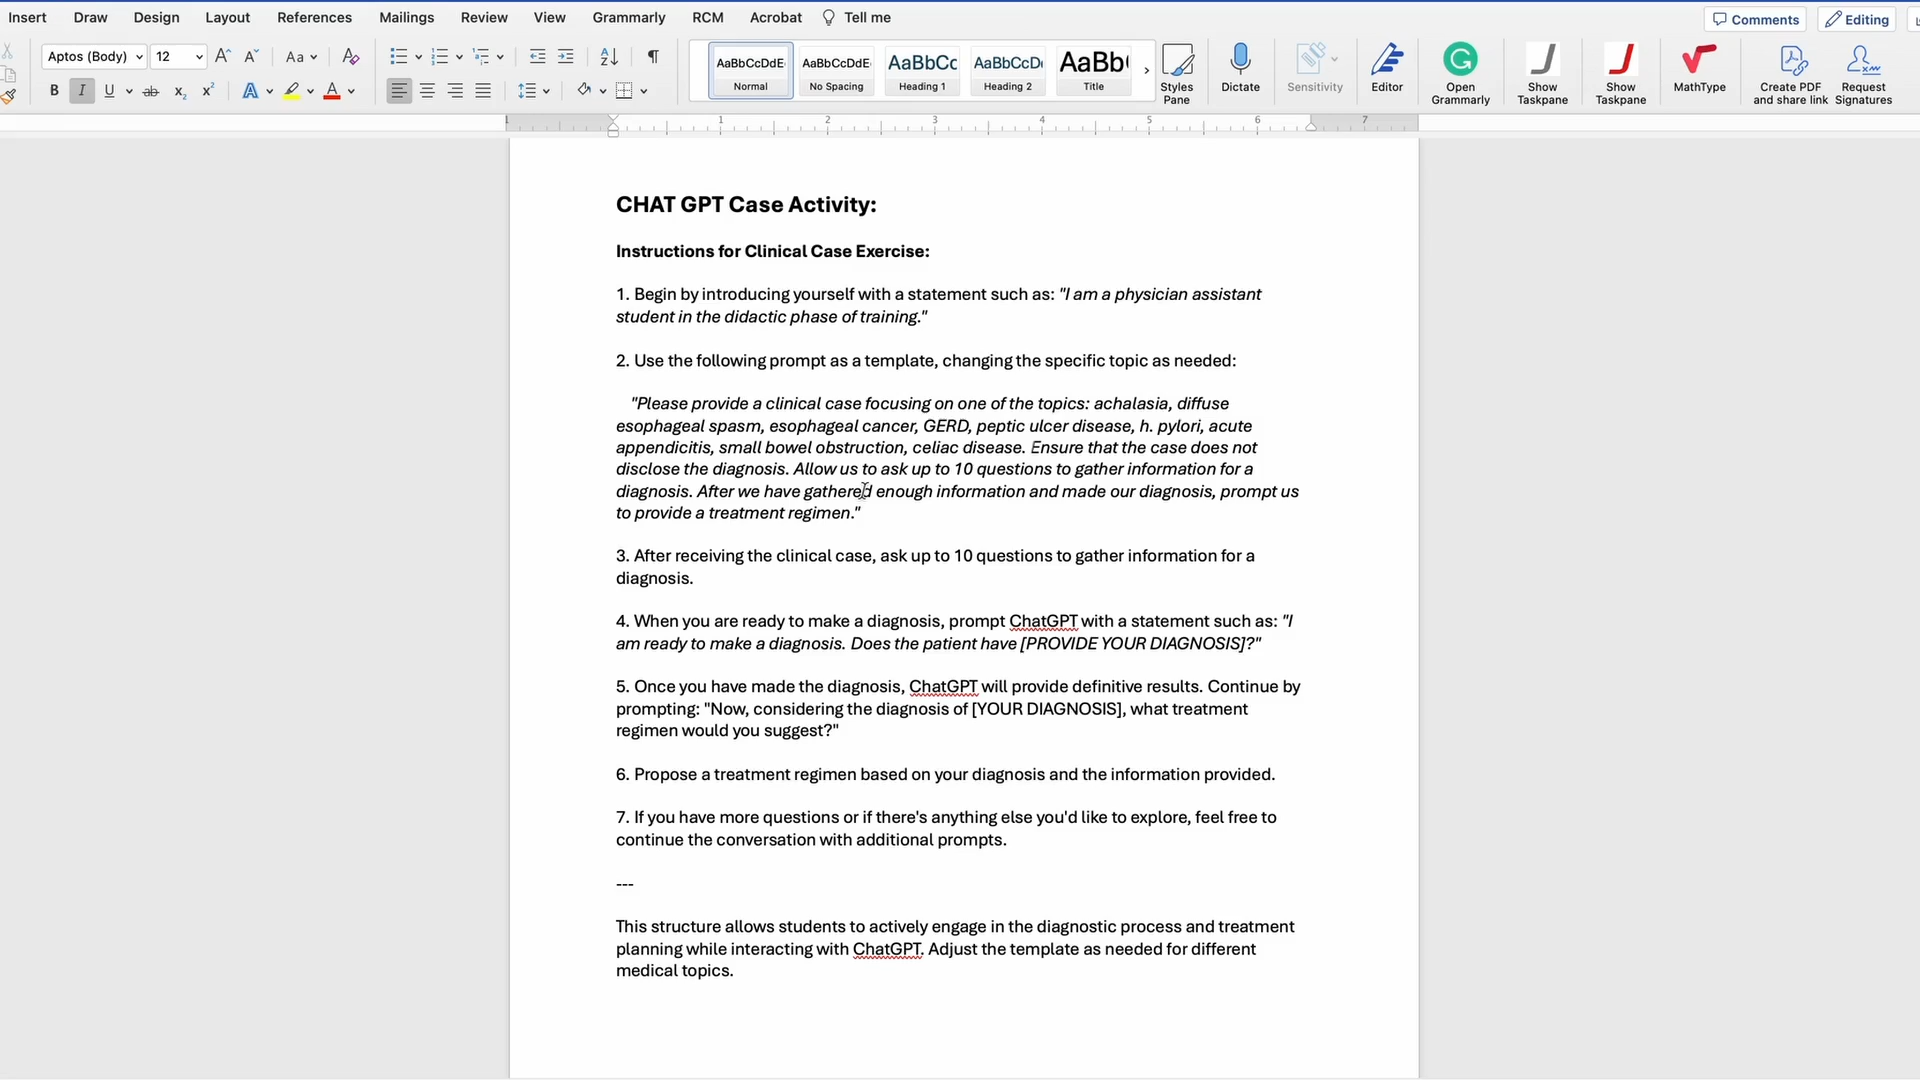 Insert Draw Design Layout References Mailings Review View Grammarly RCM Acrobat Tell me Comments Editing
Aptos (Body) 12 A A Aa A
AaBbCcDdE AaBbCcDdE AaBbCc AaBbCcD AaBb(
Normal No Spacing Heading 1 Heading 2 Title
B I U ab x₂ x² A A
Styles Pane Dictate Sensitivity Editor Open Grammarly Show Taskpane Show Taskpane MathType Create PDF and share link Request Signatures
1 1 2 3 4 5 6 7
CHAT GPT Case Activity:
Instructions for Clinical Case Exercise:
1. Begin by introducing yourself with a statement such as: "I am a physician assistant
student in the didactic phase of training."
2. Use the following prompt as a template, changing the specific topic as needed:
"Please provide a clinical case focusing on one of the topics: achalasia, diffuse
esophageal spasm, esophageal cancer, GERD, peptic ulcer disease, h. pylori, acute
appendicitis, small bowel obstruction, celiac disease. Ensure that the case does not
disclose the diagnosis. Allow us to ask up to 10 questions to gather information for a
diagnosis. After we have gathered enough information and made our diagnosis, prompt us
to provide a treatment regimen."
3. After receiving the clinical case, ask up to 10 questions to gather information for a
diagnosis.
4. When you are ready to make a diagnosis, prompt ChatGPT with a statement such as: "I
am ready to make a diagnosis. Does the patient have [PROVIDE YOUR DIAGNOSIS]?"
5. Once you have made the diagnosis, ChatGPT will provide definitive results. Continue by
prompting: "Now, considering the diagnosis of [YOUR DIAGNOSIS], what treatment
regimen would you suggest?"
6. Propose a treatment regimen based on your diagnosis and the information provided.
7. If you have more questions or if there's anything else you'd like to explore, feel free to
continue the conversation with additional prompts.
---
This structure allows students to actively engage in the diagnostic process and treatment
planning while interacting with ChatGPT. Adjust the template as needed for different
medical topics.